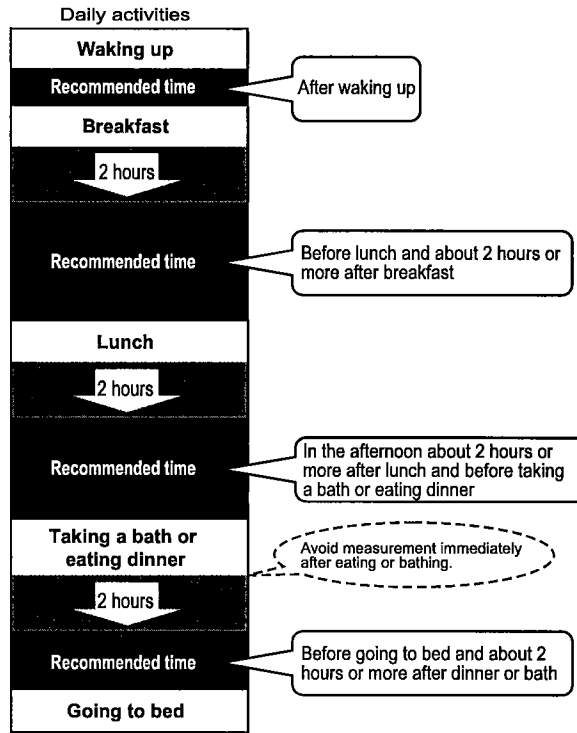 Daily activities
Waking up
Recommended time
After waking up
Breakfast
2 hours
Recommended time
Before lunch and about 2 hours or
more after breakfast
Lunch
2 hours
Recommended time
In the afternoon about 2 hours or
more after lunch and before taking
a bath or eating dinner
Taking a bath or
eating dinner
Avoid measurement immediately
after eating or bathing.
2 hours
Recommended time
Before going to bed and about 2
hours or more after dinner or bath
Going to bed